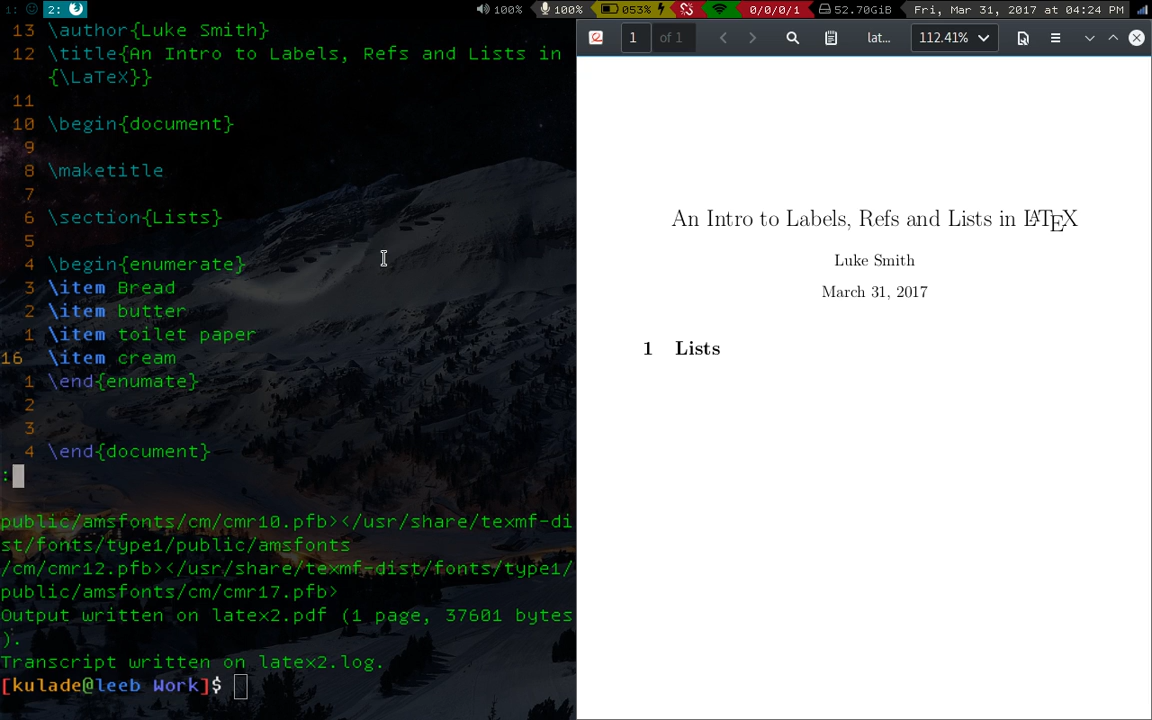 1: 2: 100% 100% 053% 0/0/0/1 52.70GiB Fri, Mar 31, 2017 at 04:24 PM
1 of 1 lat... 112.41%
13 \author{Luke Smith}
12 \title{An Intro to Labels, Refs and Lists in
{\LaTeX}}
11
10 \begin{document}
9
8 \maketitle
7
6 \section{Lists}
5
4 \begin{enumerate}
3 \item Bread
2 \item butter
1 \item toilet paper
16 \item cream
1 \end{enumate}
2
3
4 \end{document}
:
public/amsfonts/cm/cmr10.pfb></usr/share/texmf-di
st/fonts/type1/public/amsfonts
/cm/cmr12.pfb></usr/share/texmf-dist/fonts/type1/
public/amsfonts/cm/cmr17.pfb>
Output written on latex2.pdf (1 page, 37601 bytes
).
Transcript written on latex2.log.
[kulade@leeb Work]$
An Intro to Labels, Refs and Lists in LATEX
Luke Smith
March 31, 2017
1 Lists